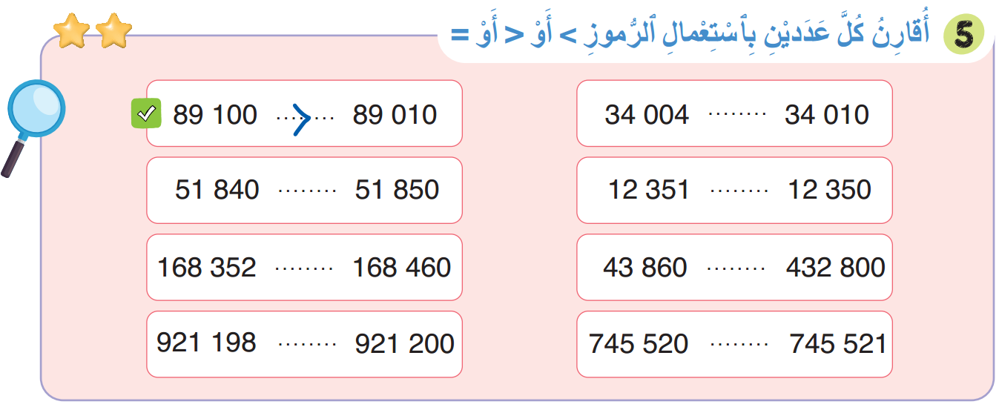 5 أُقارِنُ كُلَّ عَدَديْنِ بِٱسْتِعْمالِ ٱلرُّموزِ > أَوْ < أَوْ =
89 100 ........ > 89 010
34 004 ........ 34 010
51 840 ........ 51 850
12 351 ........ 12 350
168 352 ........ 168 460
43 860 ........ 432 800
921 198 ........ 921 200
745 520 ........ 745 521